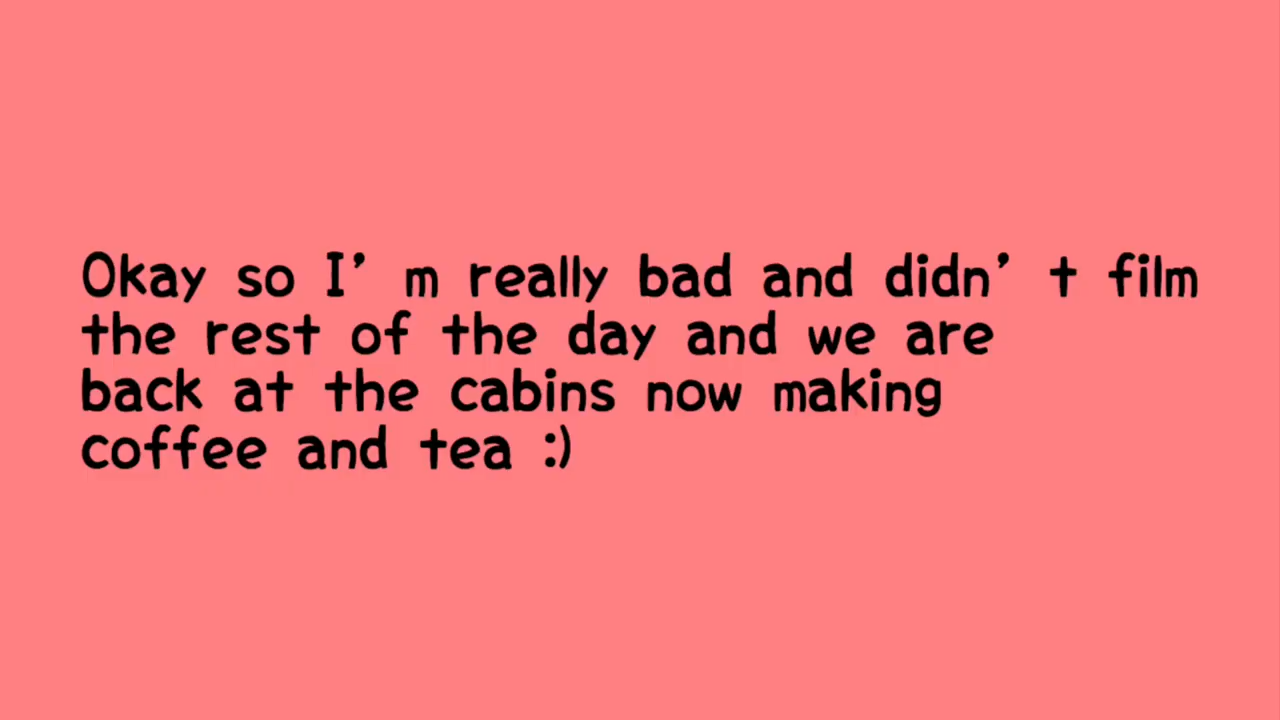 Okay so I’m really bad and didn’t film
the rest of the day and we are
back at the cabins now making
coffee and tea :)